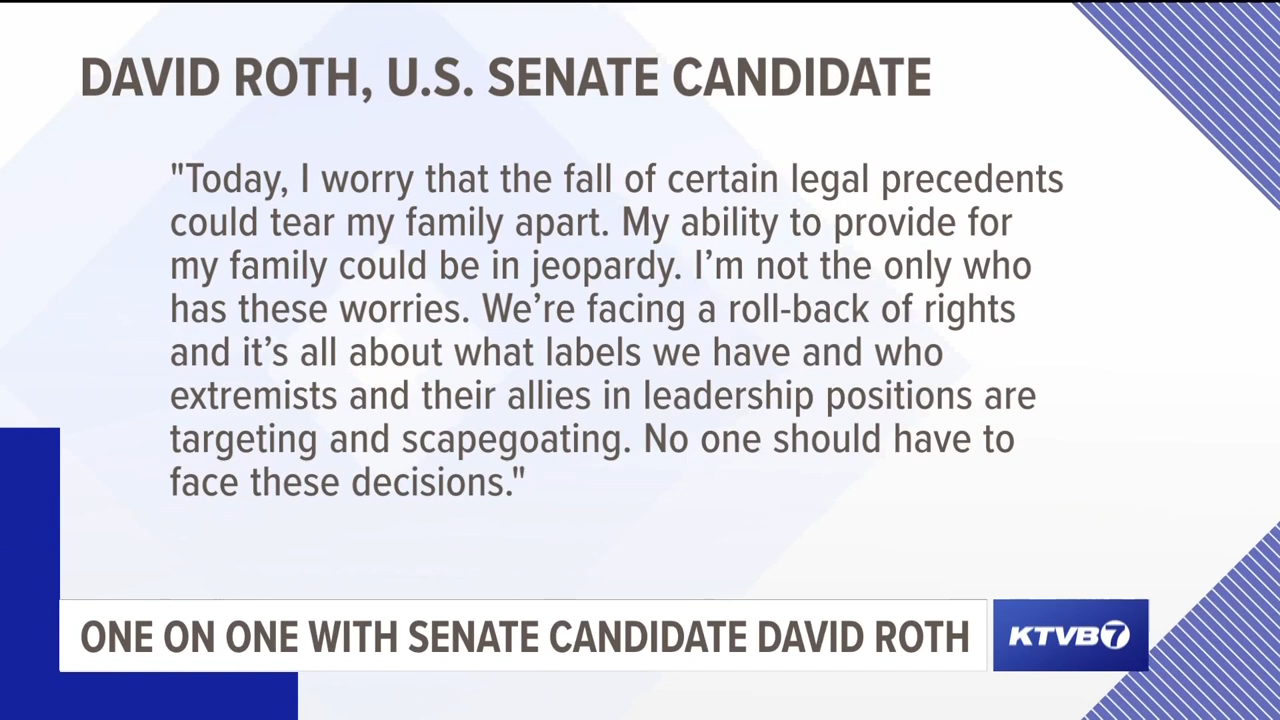 DAVID ROTH, U.S. SENATE CANDIDATE
"Today, I worry that the fall of certain legal precedents
could tear my family apart. My ability to provide for
my family could be in jeopardy. I’m not the only who
has these worries. We’re facing a roll-back of rights
and it’s all about what labels we have and who
extremists and their allies in leadership positions are
targeting and scapegoating. No one should have to
face these decisions."
ONE ON ONE WITH SENATE CANDIDATE DAVID ROTH
KTVB7